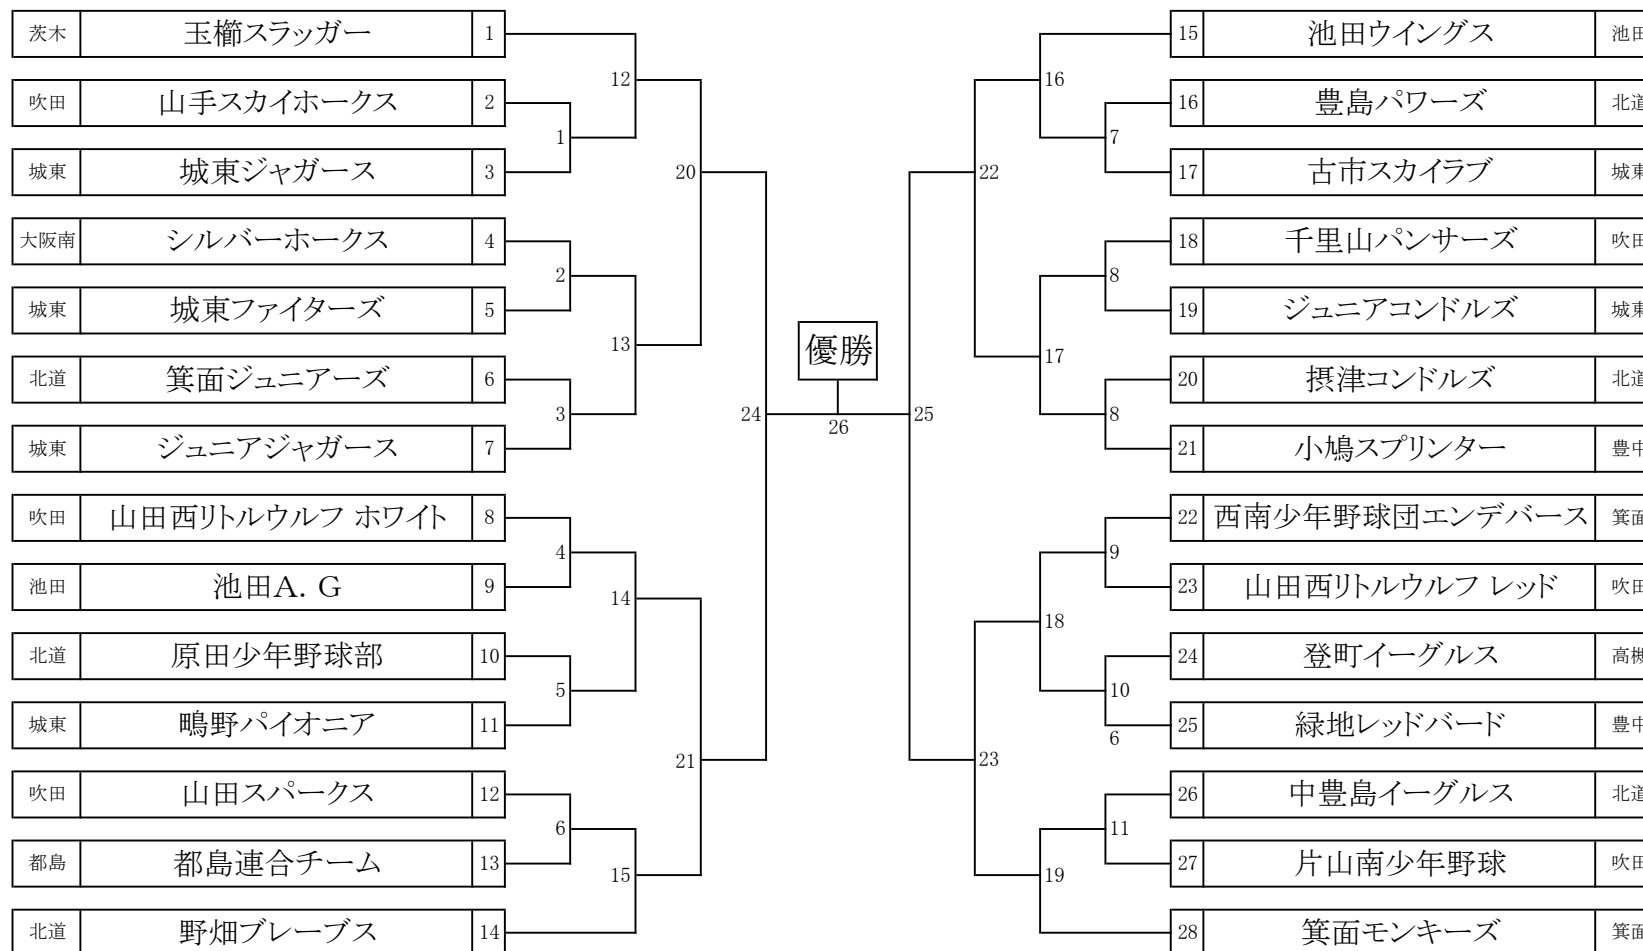 茨木 玉櫛スラッガー 1
吹田 山手スカイホークス 2
城東 城東ジャガース 3
大阪南 シルバーホークス 4
城東 城東ファイターズ 5
北道 箕面ジュニアーズ 6
城東 ジュニアジャガース 7
吹田 山田西リトルウルフ ホワイト 8
池田 池田A. G 9
北道 原田少年野球部 10
城東 鴫野パイオニア 11
吹田 山田スパークス 12
都島 都島連合チーム 13
北道 野畑ブレーブス 14
12
1
20
2
13
3
24
4
14
5
21
6
15
優勝
26
25
16
7
22
8
17
8
9
18
10
6
23
11
19
15 池田ウイングス 池田
16 豊島パワーズ 北道
17 古市スカイラブ 城東
18 千里山パンサーズ 吹田
19 ジュニアコンドルズ 城東
20 摂津コンドルズ 北道
21 小鳩スプリンター 豊中
22 西南少年野球団エンデバース 箕面
23 山田西リトルウルフ レッド 吹田
24 登町イーグルス 高槻
25 緑地レッドバード 豊中
26 中豊島イーグルス 北道
27 片山南少年野球 吹田
28 箕面モンキーズ 箕面